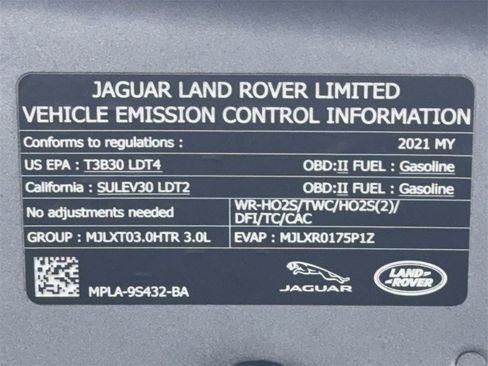 JAGUAR LAND ROVER LIMITED
VEHICLE EMISSION CONTROL INFORMATION
Conforms to regulations : 2021 MY
US EPA : T3B30 LDT4 OBD:II FUEL : Gasoline
California : SULEV30 LDT2 OBD:II FUEL : Gasoline
No adjustments needed WR-HO2S/TWC/HO2S(2)/
DFI/TC/CAC
GROUP : MJLXT03.0HTR 3.0L EVAP : MJLXR0175P1Z
MPLA-9S432-BA
JAGUAR
LAND-
ROVER